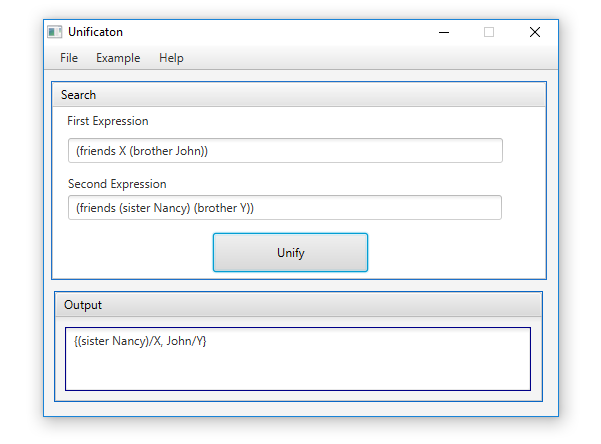 Unificaton
File Example Help
Search
First Expression
(friends X (brother John))
Second Expression
(friends (sister Nancy) (brother Y))
Unify
Output
{(sister Nancy)/X, John/Y}